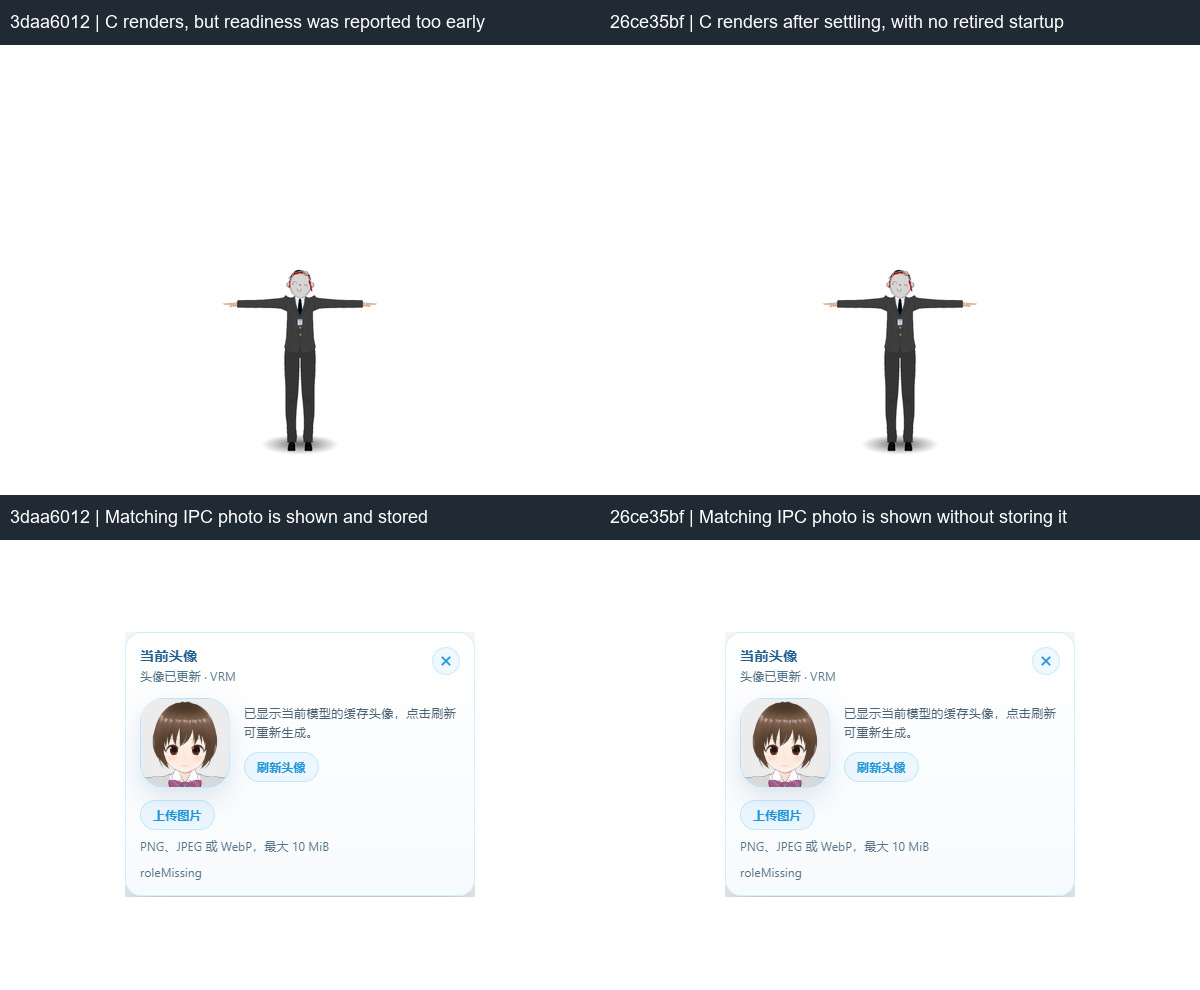 3daa6012 | C renders, but readiness was reported too early
26ce35bf | C renders after settling, with no retired startup
3daa6012 | Matching IPC photo is shown and stored
26ce35bf | Matching IPC photo is shown without storing it
当前头像
头像已更新 · VRM
已显示当前模型的缓存头像，点击刷新
可重新生成。
刷新头像
上传图片
PNG、JPEG 或 WebP，最大 10 MiB
roleMissing
当前头像
头像已更新 · VRM
已显示当前模型的缓存头像，点击刷新
可重新生成。
刷新头像
上传图片
PNG、JPEG 或 WebP，最大 10 MiB
roleMissing